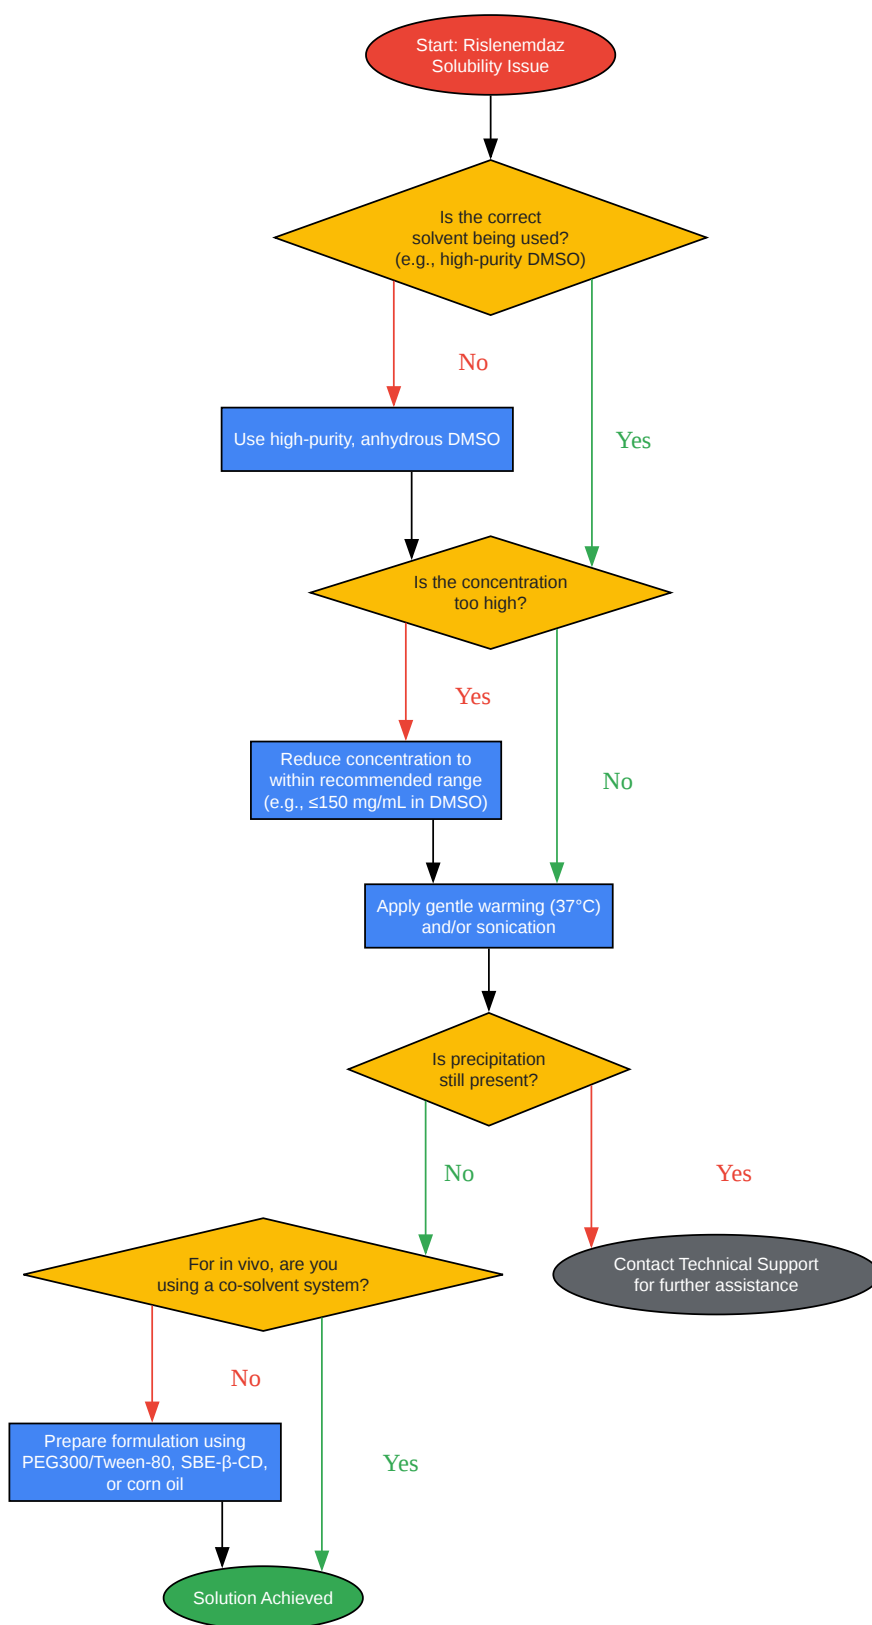 Start: Rislenemdaz
Solubility Issue
Is the correct
solvent being used?
(e.g., high-purity DMSO)
No
Use high-purity, anhydrous DMSO
Yes
Is the concentration
too high?
Yes
Reduce concentration to
within recommended range
(e.g., ≤150 mg/mL in DMSO)
No
Apply gentle warming (37°C)
and/or sonication
Is precipitation
still present?
No
Yes
For in vivo, are you
using a co-solvent system?
Contact Technical Support
for further assistance
No
Prepare formulation using
PEG300/Tween-80, SBE-β-CD,
or corn oil
Yes
Solution Achieved